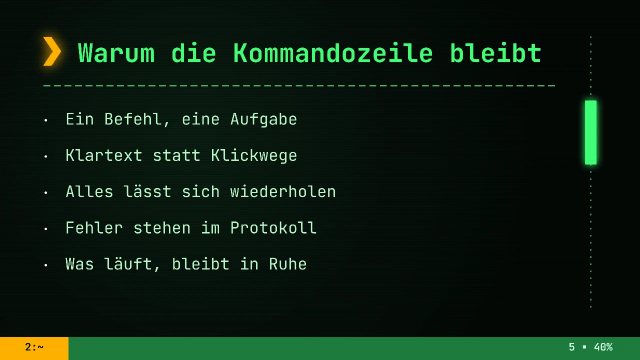 ❯ Warum die Kommandozeile bleibt
· Ein Befehl, eine Aufgabe
· Klartext statt Klickwege
· Alles lässt sich wiederholen
· Fehler stehen im Protokoll
· Was läuft, bleibt in Ruhe
2:~
5 ▪ 40%